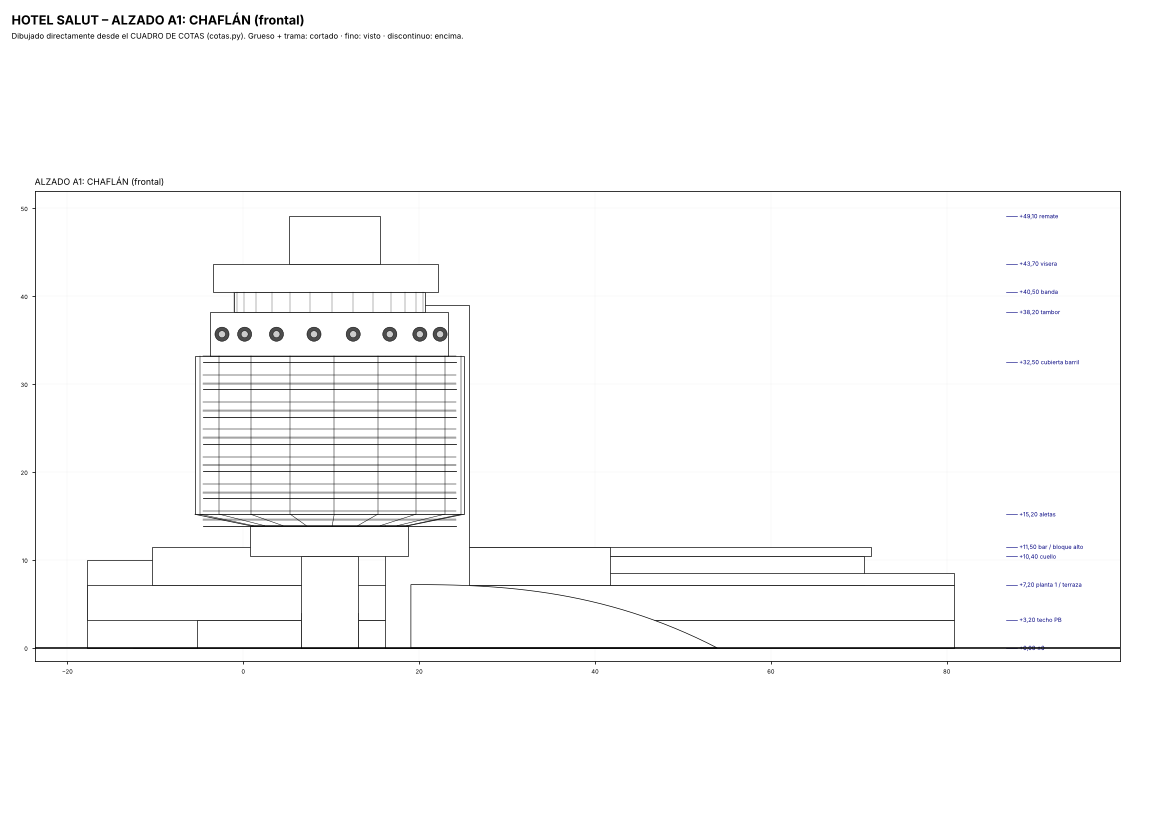 HOTEL SALUT – ALZADO A1: CHAFLÁN (frontal)
Dibujado directamente desde el CUADRO DE COTAS (cotas.py). Grueso + trama: cortado · fino: visto · discontinuo: encima.
ALZADO A1: CHAFLÁN (frontal)
50
40
30
20
10
0
+49,10 remate
+43,70 visera
+40,50 banda
+38,20 tambor
+32,50 cubierta barril
+15,20 aletas
+11,50 bar / bloque alto
+10,40 cuello
+7,20 planta 1 / terraza
+3,20 techo PB
−20 0 20 40 60 80